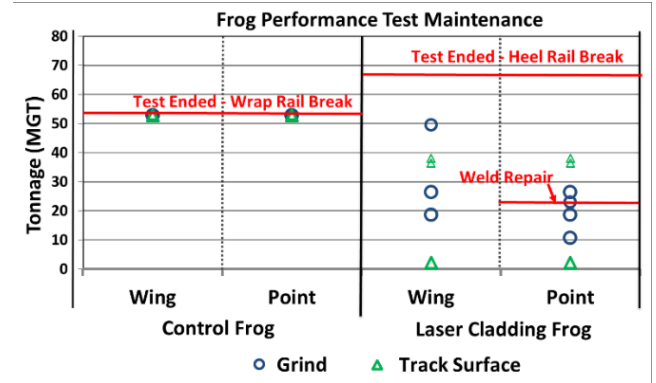 Frog Performance Test Maintenance
Tonnage (MGT)
80
70
60
50
40
30
20
10
0
Test Ended - Wrap Rail Break
Test Ended - Heel Rail Break
Weld Repair
Wing Point Wing Point
Control Frog Laser Cladding Frog
Grind Track Surface